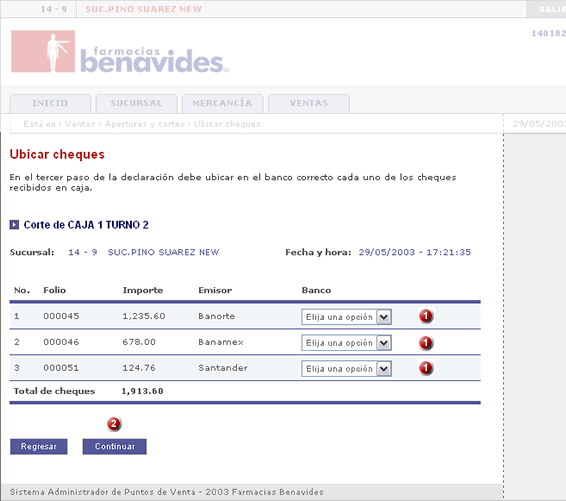 14 - 9 SUC.PINO SUAREZ NEW
140182
farmacias
benavides
INICIO SUCURSAL MERCANCÍA VENTAS
Está en : Ventas : Aperturas y cortes : Ubicar cheques 29/05/2003
Ubicar cheques
En el tercer paso de la declaración debe ubicar en el banco correcto cada uno de los cheques
recibidos en caja.
Corte de CAJA 1 TURNO 2
Sucursal: 14 - 9 SUC.PINO SUAREZ NEW Fecha y hora: 29/05/2003 - 17:21:35
No. Folio Importe Emisor Banco
1 000045 1,235.60 Banorte Elija una opción 1
2 000046 678.00 Banamex Elija una opción 1
3 000051 124.76 Santander Elija una opción 1
Total de cheques 1,913.60
2
Regresar Continuar
Sistema Administrador de Puntos de Venta - 2003 Farmacias Benavides